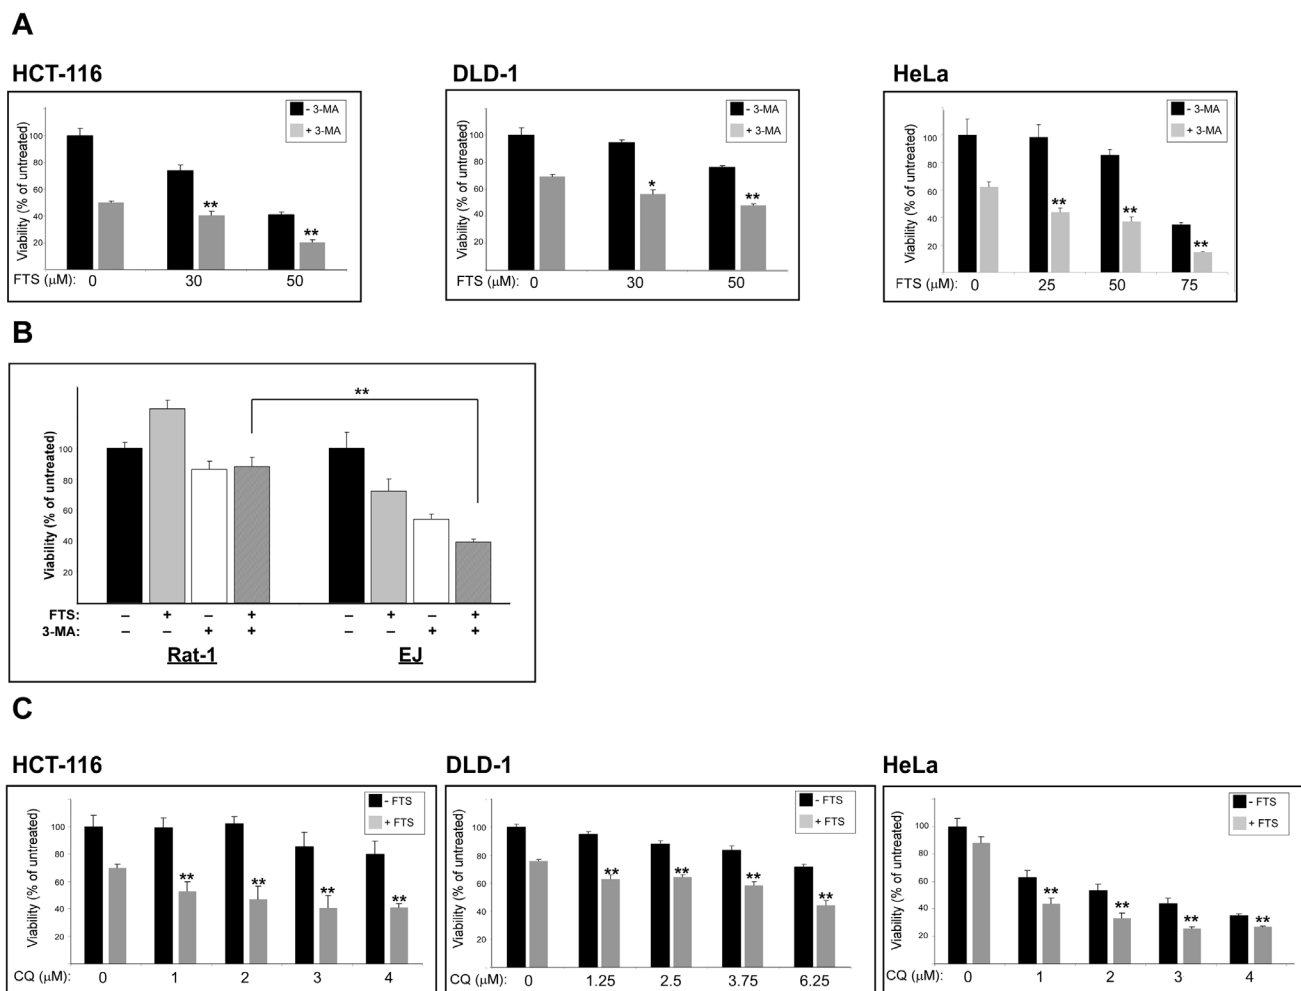 A
HCT-116
Viability (% of untreated)
100
80
60
40
20
- 3-MA
+ 3-MA
**
**
FTS (μM): 0 30 50
DLD-1
Viability (% of untreated)
100
80
60
40
20
- 3-MA
+ 3-MA
*
**
FTS (μM): 0 30 50
HeLa
Viability (% of untreated)
100
80
60
40
20
- 3-MA
+ 3-MA
**
**
**
FTS (μM): 0 25 50 75
B
Viability (% of untreated)
100
80
60
40
20
**
FTS: – + – + – + – +
3-MA: – – + + – – + +
Rat-1 EJ
C
HCT-116
Viability (% of untreated)
100
80
60
40
20
- FTS
+ FTS
** ** ** **
CQ (μM): 0 1 2 3 4
DLD-1
Viability (% of untreated)
100
80
60
40
20
- FTS
+ FTS
** ** ** **
CQ (μM): 0 1.25 2.5 3.75 6.25
HeLa
Viability (% of untreated)
100
80
60
40
20
- FTS
+ FTS
** ** ** **
CQ (μM): 0 1 2 3 4